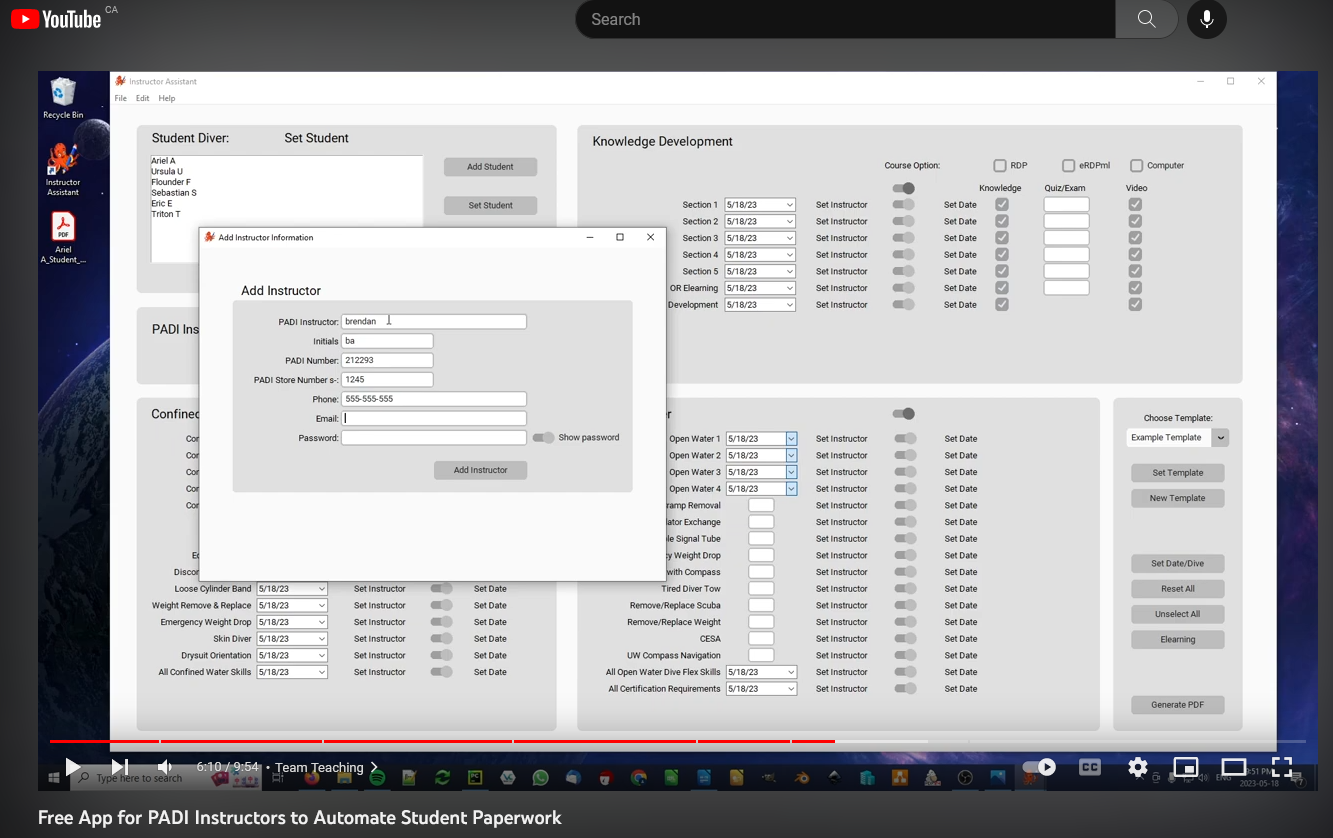 YouTube CA
Search
Recycle Bin
Instructor
Assistant
PDF
Ariel
A_Student_...
Instructor Assistant
File Edit Help
Student Diver: Set Student
Ariel A
Ursula U
Flounder F
Sebastian S
Eric E
Triton T
Add Student
Set Student
PADI Ins
Add Instructor Information
Add Instructor
PADI Instructor: brendan
Initials ba
PADI Number: 212293
PADI Store Number s-: 1245
Phone: 555-555-555
Email:
Password: Show password
Add Instructor
Knowledge Development
Course Option: RDP eRDPml Computer
Knowledge Quiz/Exam Video
Section 1 5/18/23 Set Instructor Set Date
Section 2 5/18/23 Set Instructor Set Date
Section 3 5/18/23 Set Instructor Set Date
Section 4 5/18/23 Set Instructor Set Date
Section 5 5/18/23 Set Instructor Set Date
OR Elearning 5/18/23 Set Instructor Set Date
Development 5/18/23 Set Instructor Set Date
Confined
Con
Con
Con
Con
Con
Ec
Discon
Loose Cylinder Band 5/18/23 Set Instructor Set Date
Weight Remove & Replace 5/18/23 Set Instructor Set Date
Emergency Weight Drop 5/18/23 Set Instructor Set Date
Skin Diver 5/18/23 Set Instructor Set Date
Drysuit Orientation 5/18/23 Set Instructor Set Date
All Confined Water Skills 5/18/23 Set Instructor Set Date
er
Open Water 1 5/18/23 Set Instructor Set Date
Open Water 2 5/18/23 Set Instructor Set Date
Open Water 3 5/18/23 Set Instructor Set Date
Open Water 4 5/18/23 Set Instructor Set Date
ramp Removal Set Instructor Set Date
lator Exchange Set Instructor Set Date
le Signal Tube Set Instructor Set Date
cy Weight Drop Set Instructor Set Date
with Compass Set Instructor Set Date
Tired Diver Tow Set Instructor Set Date
Remove/Replace Scuba Set Instructor Set Date
Remove/Replace Weight Set Instructor Set Date
CESA Set Instructor Set Date
UW Compass Navigation Set Instructor Set Date
All Open Water Dive Flex Skills 5/18/23 Set Instructor Set Date
All Certification Requirements 5/18/23 Set Instructor Set Date
Choose Template:
Example Template
Set Template
New Template
Set Date/Dive
Reset All
Unselect All
Elearning
Generate PDF
Type here to search
6:10 / 9:54 • Team Teaching
CC
ENG
:51 PM
2023-05-18
Free App for PADI Instructors to Automate Student Paperwork